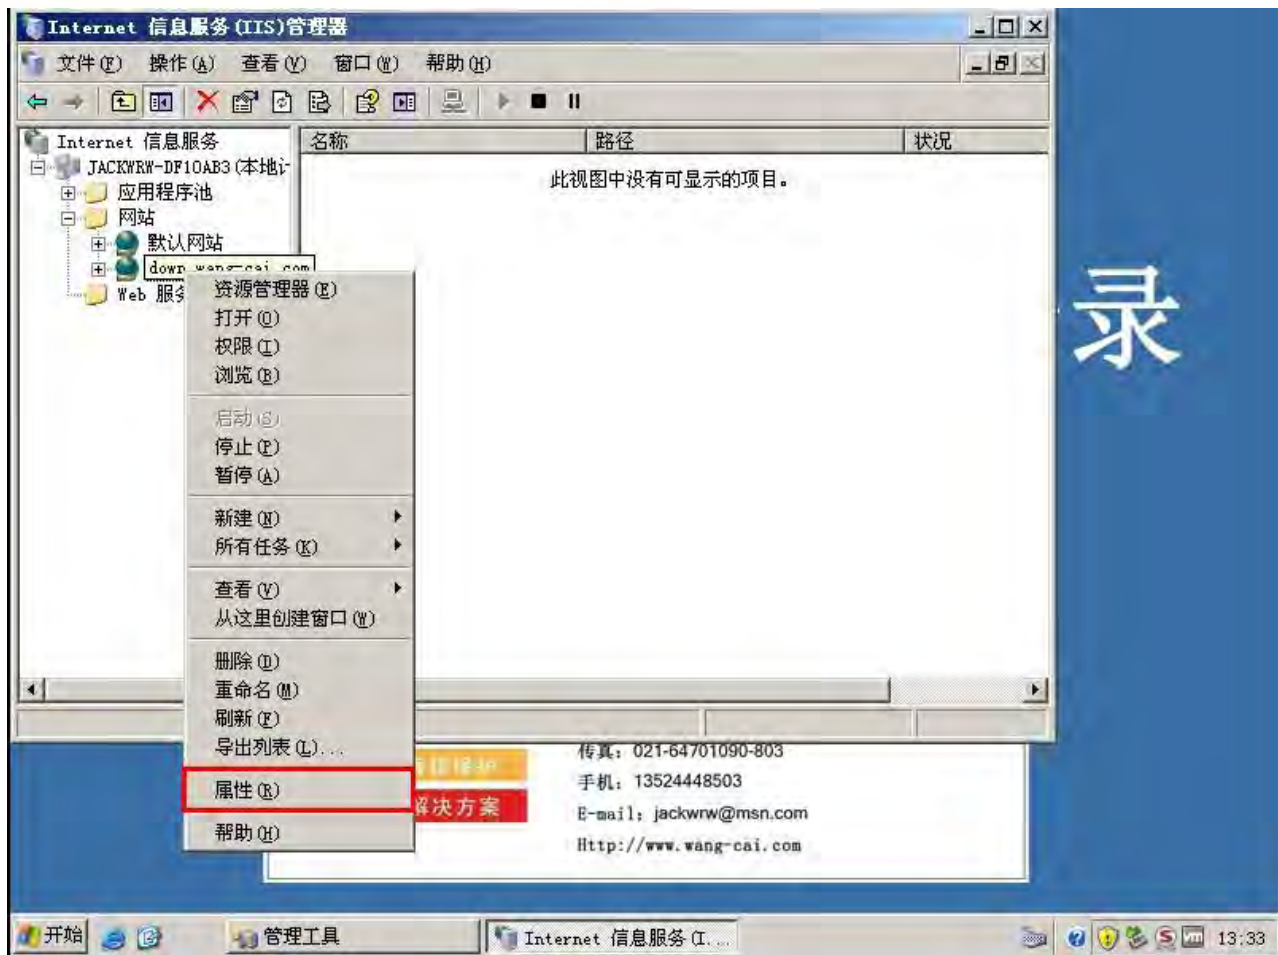 Internet 信息服务(IIS)管理器
文件(F) 操作(A) 查看(V) 窗口(W) 帮助(H)
Internet 信息服务
名称 路径 状况
JACKWRW-DF10AB3(本地计
此视图中没有可显示的项目。
应用程序池
网站
默认网站
down.wang-cai.com
Web 服
资源管理器(E)
打开(O)
权限(I)
浏览(B)
启动(S)
停止(P)
暂停(A)
新建(N)
所有任务(K)
查看(V)
从这里创建窗口(W)
删除(D)
重命名(M)
刷新(F)
导出列表(L)...
属性(R)
帮助(H)
录
传真: 021-64701090-803
手机: 13524448503
解决方案
E-mail: jackwrw@msn.com
Http://www.wang-cai.com
开始 管理工具 Internet 信息服务(I... 13:33